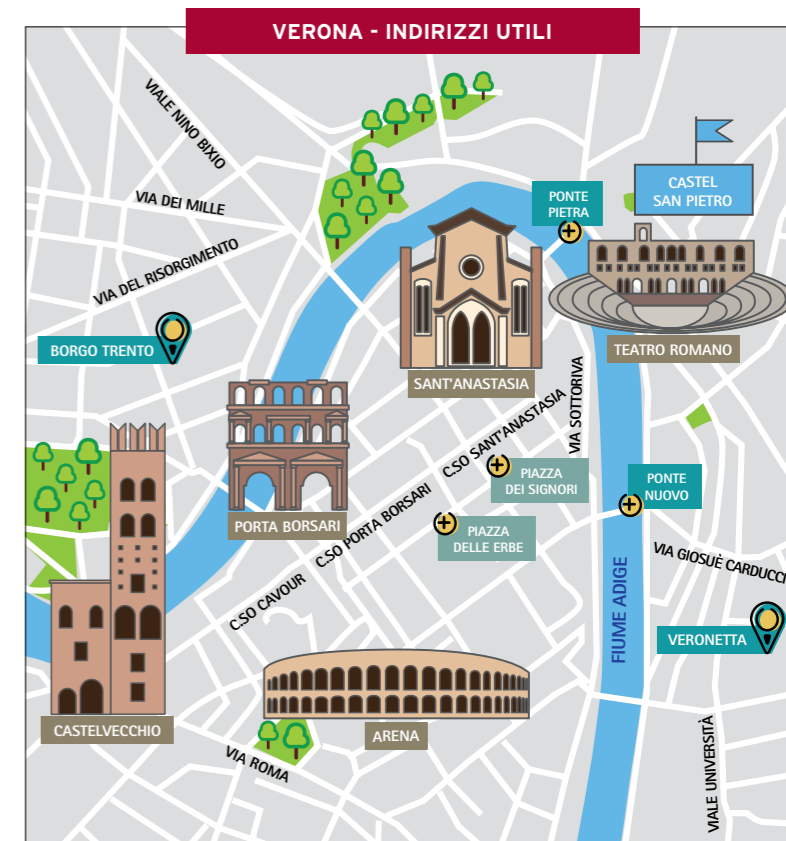 VERONA - INDIRIZZI UTILI
VIALE NINO BIXIO
VIA DEI MILLE
VIA DEL RISORGIMENTO
BORGO TRENTO
PONTE
PIETRA
CASTEL
SAN PIETRO
TEATRO ROMANO
SANT'ANASTASIA
VIA SOTTORIVA
C.SO SANT'ANASTASIA
PORTA BORSARI
C.SO PORTA BORSARI
PIAZZA
DEI SIGNORI
PIAZZA
DELLE ERBE
PONTE
NUOVO
VIA GIOSUÈ CARDUCCI
C.SO CAVOUR
FIUME ADIGE
VERONETTA
CASTELVECCHIO
ARENA
VIA ROMA
VIALE UNIVERSITÀ